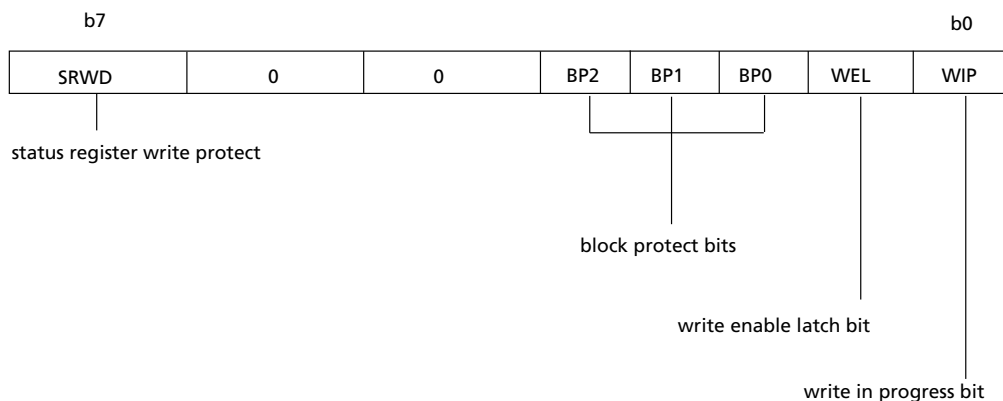 b7 b0
SRWD 0 0 BP2 BP1 BP0 WEL WIP
status register write protect
block protect bits
write enable latch bit
write in progress bit